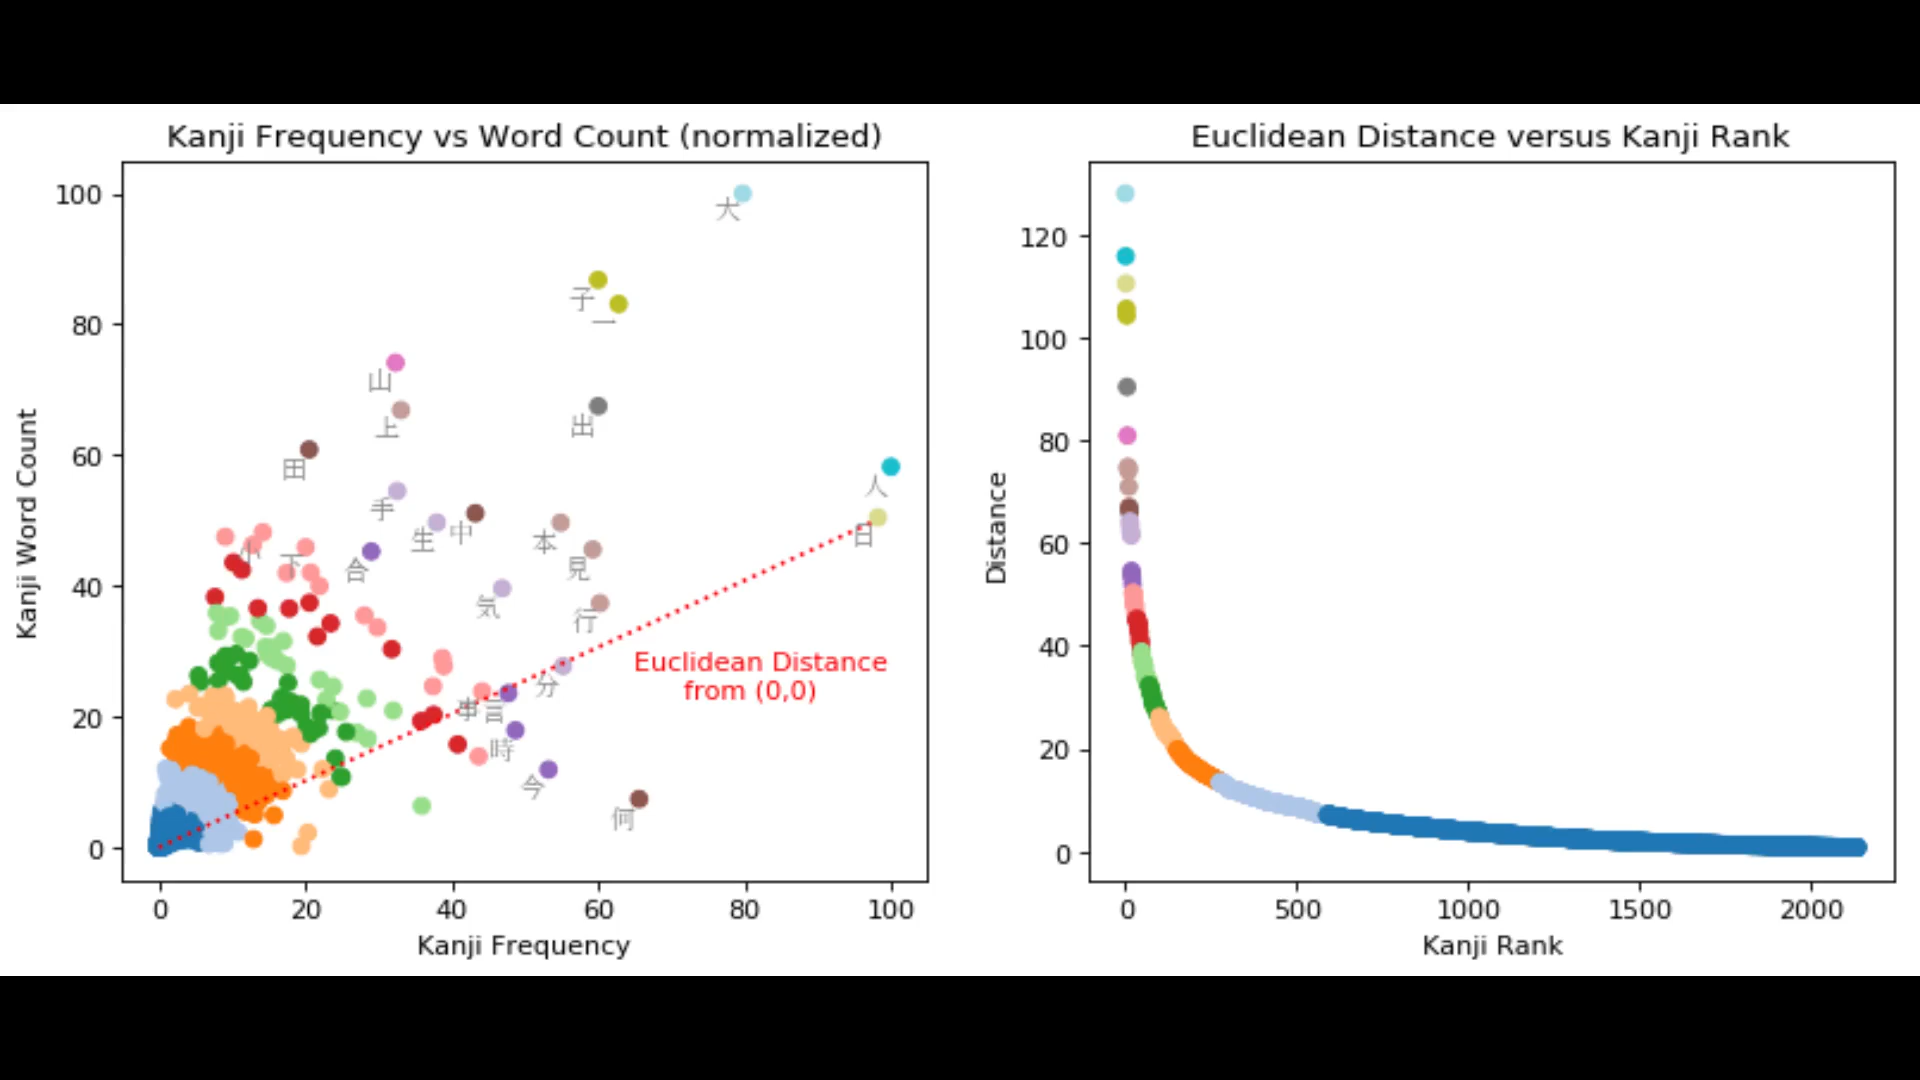 Kanji Frequency vs Word Count (normalized)
Kanji Word Count
100
80
60
40
20
0
大
子
一
山
上
出
田
人
手
生
中
本
日
小
下
合
見
気
行
Euclidean Distance
from (0,0)
分
事
言
時
今
何
0
20
40
60
80
100
Kanji Frequency
Euclidean Distance versus Kanji Rank
Distance
120
100
80
60
40
20
0
0
500
1000
1500
2000
Kanji Rank